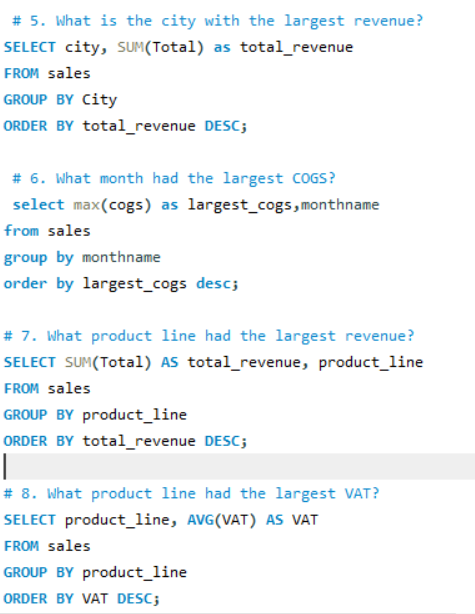 # 5. What is the city with the largest revenue?
SELECT city, SUM(Total) as total_revenue
FROM sales
GROUP BY City
ORDER BY total_revenue DESC;
# 6. What month had the largest COGS?
select max(cogs) as largest_cogs,monthname
from sales
group by monthname
order by largest_cogs desc;
# 7. What product line had the largest revenue?
SELECT SUM(Total) AS total_revenue, product_line
FROM sales
GROUP BY product_line
ORDER BY total_revenue DESC;
# 8. What product line had the largest VAT?
SELECT product_line, AVG(VAT) AS VAT
FROM sales
GROUP BY product_line
ORDER BY VAT DESC;